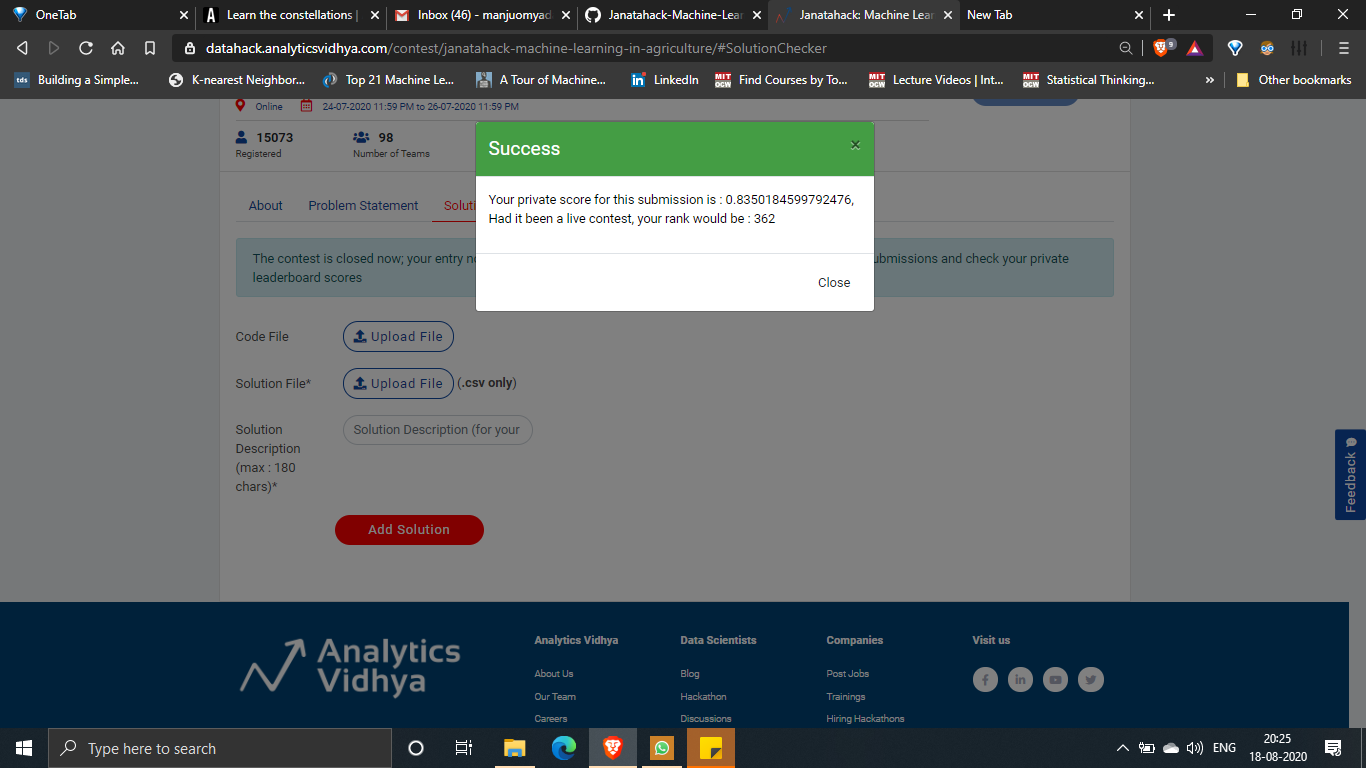 OneTab
Learn the constellations |
Inbox (46) - manjuomyad
Janatahack-Machine-Lear
Janatahack: Machine Lear
New Tab
datahack.analyticsvidhya.com/contest/janatahack-machine-learning-in-agriculture/#SolutionChecker
9
tds Building a Simple...
K-nearest Neighbor...
Top 21 Machine Le...
A Tour of Machine...
LinkedIn
MIT OCW Find Courses by To...
MIT OCW Lecture Videos | Int...
MIT OCW Statistical Thinking...
»
Other bookmarks
Online
24-07-2020 11:59 PM to 26-07-2020 11:59 PM
15073
Registered
98
Number of Teams
Success
×
Your private score for this submission is : 0.8350184599792476,
Had it been a live contest, your rank would be : 362
Close
About
Problem Statement
Soluti
The contest is closed now; your entry no
ubmissions and check your private
leaderboard scores
Code File
Upload File
Solution File*
Upload File
(.csv only)
Solution
Description
(max : 180
chars)*
Solution Description (for your
Add Solution
Feedback
Analytics
Vidhya
Analytics Vidhya
About Us
Our Team
Careers
Data Scientists
Blog
Hackathon
Discussions
Companies
Post Jobs
Trainings
Hiring Hackathons
Visit us
Type here to search
ENG
20:25
18-08-2020